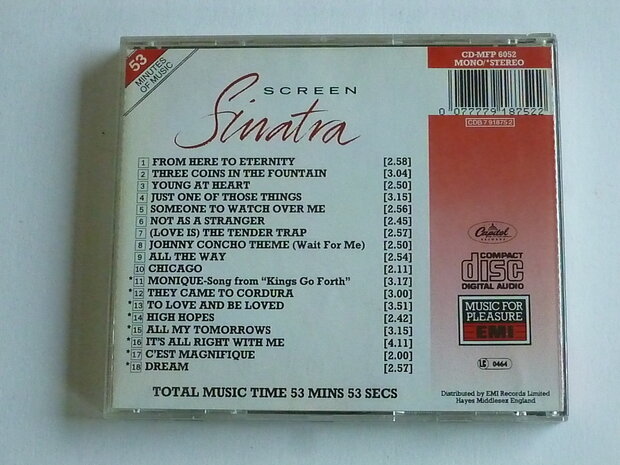 53
MINUTES
OF MUSIC
SCREEN
Sinatra
CD-MFP 6052
MONO/*STEREO
0 077779 187522
CDB 7 91875 2
1 FROM HERE TO ETERNITY [2.58]
2 THREE COINS IN THE FOUNTAIN [3.04]
3 YOUNG AT HEART [2.50]
4 JUST ONE OF THOSE THINGS [3.15]
5 SOMEONE TO WATCH OVER ME [2.56]
6 NOT AS A STRANGER [2.45]
7 (LOVE IS) THE TENDER TRAP [2.57]
8 JOHNNY CONCHO THEME (Wait For Me) [2.50]
9 ALL THE WAY [2.54]
10 CHICAGO [2.11]
*11 MONIQUE-Song from "Kings Go Forth" [3.17]
*12 THEY CAME TO CORDURA [3.00]
*13 TO LOVE AND BE LOVED [3.51]
*14 HIGH HOPES [2.42]
*15 ALL MY TOMORROWS [3.15]
*16 IT'S ALL RIGHT WITH ME [4.11]
*17 C'EST MAGNIFIQUE [2.00]
*18 DREAM [2.57]
TOTAL MUSIC TIME 53 MINS 53 SECS
Capitol
RECORDS
COMPACT
disc
DIGITAL AUDIO
MUSIC FOR
PLEASURE
EMI
LC 0464
Distributed by EMI Records Limited
Hayes Middlesex England